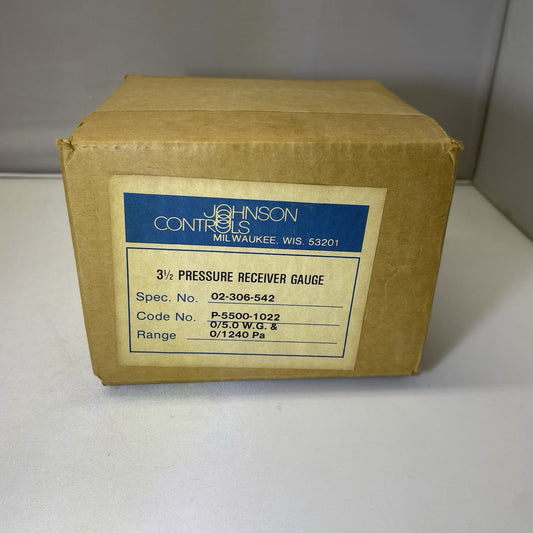 JOHNSON
CONTROLS
MILWAUKEE, WIS. 53201
3½ PRESSURE RECEIVER GAUGE
Spec. No. 02-306-542
Code No. P-5500-1022
0/5.0 W.G. &
Range 0/1240 Pa